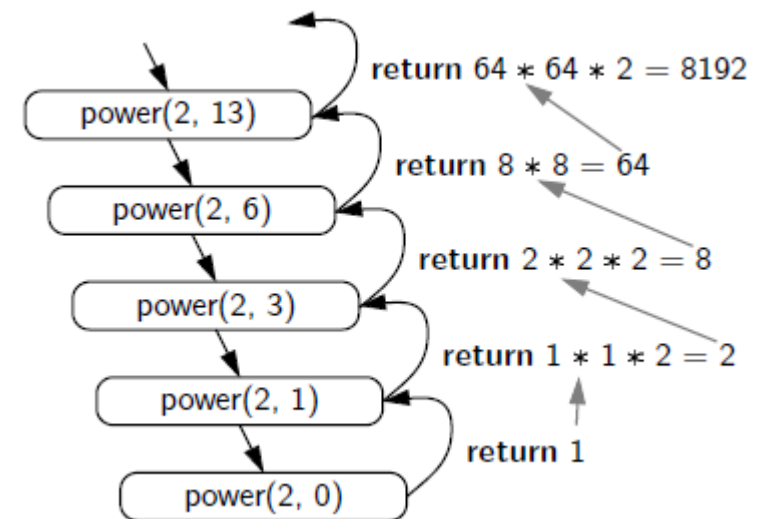 return 64 * 64 * 2 = 8192
power(2, 13)
return 8 * 8 = 64
power(2, 6)
return 2 * 2 * 2 = 8
power(2, 3)
return 1 * 1 * 2 = 2
power(2, 1)
return 1
power(2, 0)